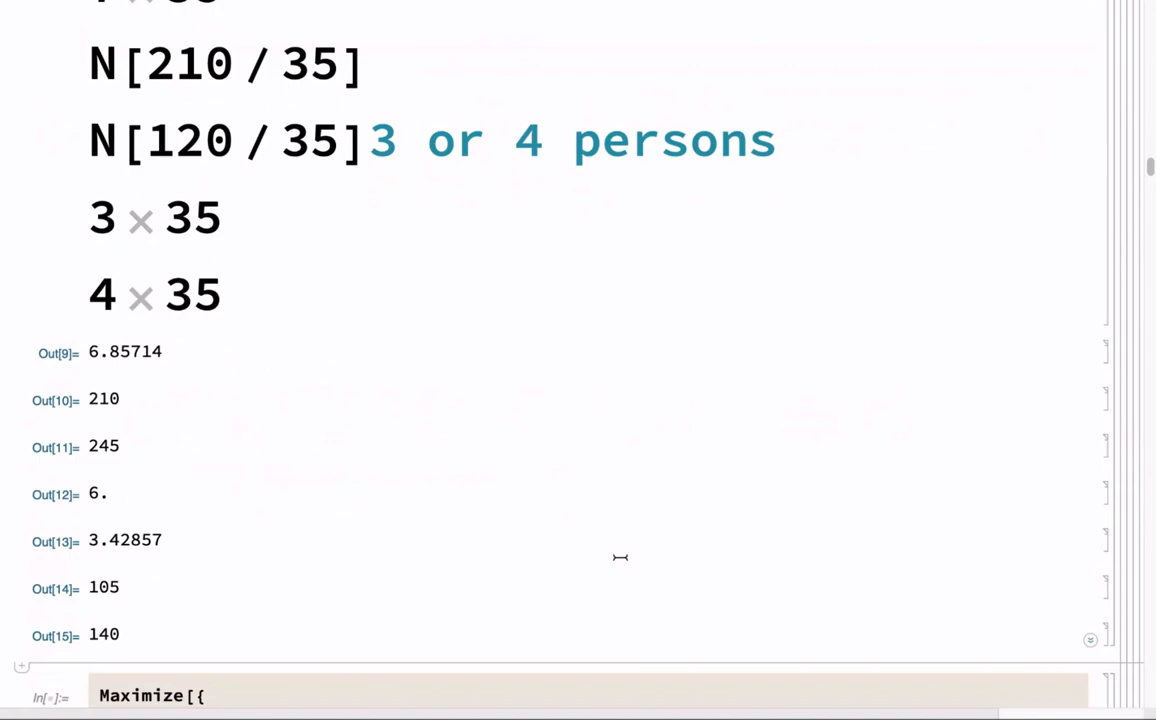 N[210 / 35]
N[120 / 35]3 or 4 persons
3 × 35
4 × 35
Out[9]= 6.85714
Out[10]= 210
Out[11]= 245
Out[12]= 6.
Out[13]= 3.42857
Out[14]= 105
Out[15]= 140
In[◦]:= Maximize[{